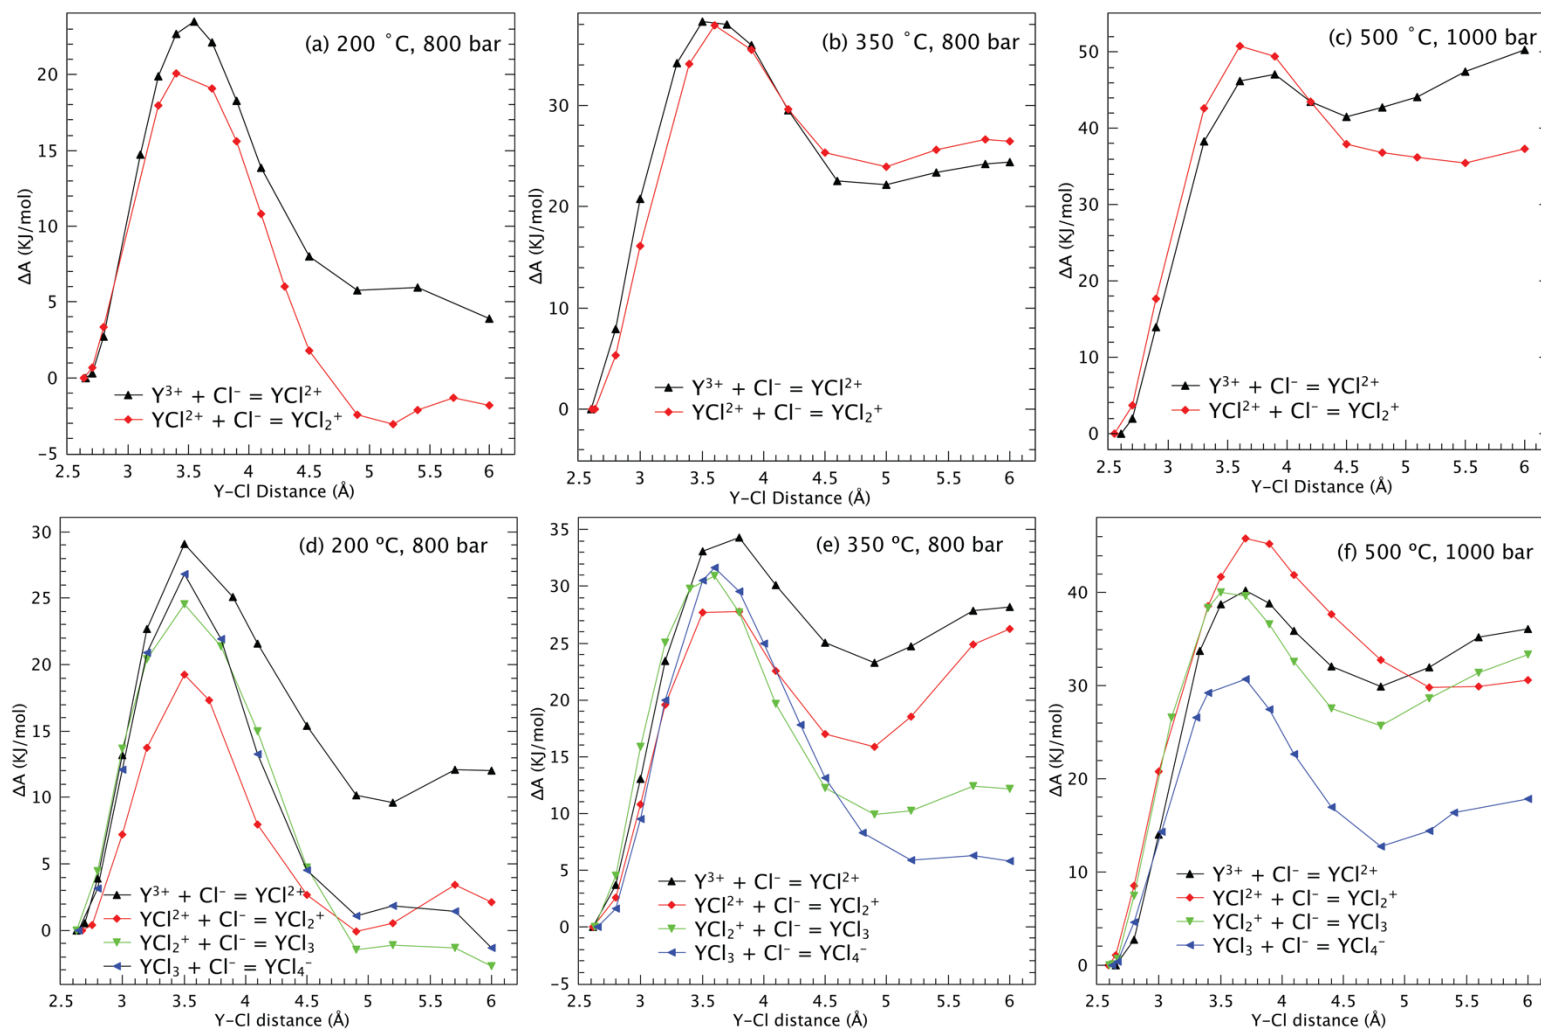 (a) 200 °C, 800 bar
20
15
10
5
0
−5
ΔA (KJ/mol)
Y³⁺ + Cl⁻ = YCl²⁺
YCl²⁺ + Cl⁻ = YCl₂⁺
2.5 3 3.5 4 4.5 5 5.5 6
Y−Cl Distance (Å)
(b) 350 °C, 800 bar
30
20
10
0
ΔA (KJ/mol)
Y³⁺ + Cl⁻ = YCl²⁺
YCl²⁺ + Cl⁻ = YCl₂⁺
2.5 3 3.5 4 4.5 5 5.5 6
Y−Cl Distance (Å)
(c) 500 °C, 1000 bar
50
40
30
20
10
0
ΔA (KJ/mol)
Y³⁺ + Cl⁻ = YCl²⁺
YCl²⁺ + Cl⁻ = YCl₂⁺
2.5 3 3.5 4 4.5 5 5.5 6
Y−Cl Distance (Å)
(d) 200 ºC, 800 bar
30
25
20
15
10
5
0
ΔA (KJ/mol)
Y³⁺ + Cl⁻ = YCl²⁺
YCl²⁺ + Cl⁻ = YCl₂⁺
YCl₂⁺ + Cl⁻ = YCl₃
YCl₃ + Cl⁻ = YCl₄⁻
2.5 3 3.5 4 4.5 5 5.5 6
Y−Cl distance (Å)
(e) 350 ºC, 800 bar
35
30
25
20
15
10
5
0
−5
ΔA (KJ/mol)
Y³⁺ + Cl⁻ = YCl²⁺
YCl²⁺ + Cl⁻ = YCl₂⁺
YCl₂⁺ + Cl⁻ = YCl₃
YCl₃ + Cl⁻ = YCl₄⁻
2.5 3 3.5 4 4.5 5 5.5 6
Y−Cl distance (Å)
(f) 500 ºC, 1000 bar
40
30
20
10
0
ΔA (KJ/mol)
Y³⁺ + Cl⁻ = YCl²⁺
YCl²⁺ + Cl⁻ = YCl₂⁺
YCl₂⁺ + Cl⁻ = YCl₃
YCl₃ + Cl⁻ = YCl₄⁻
2.5 3 3.5 4 4.5 5 5.5 6
Y−Cl distance (Å)